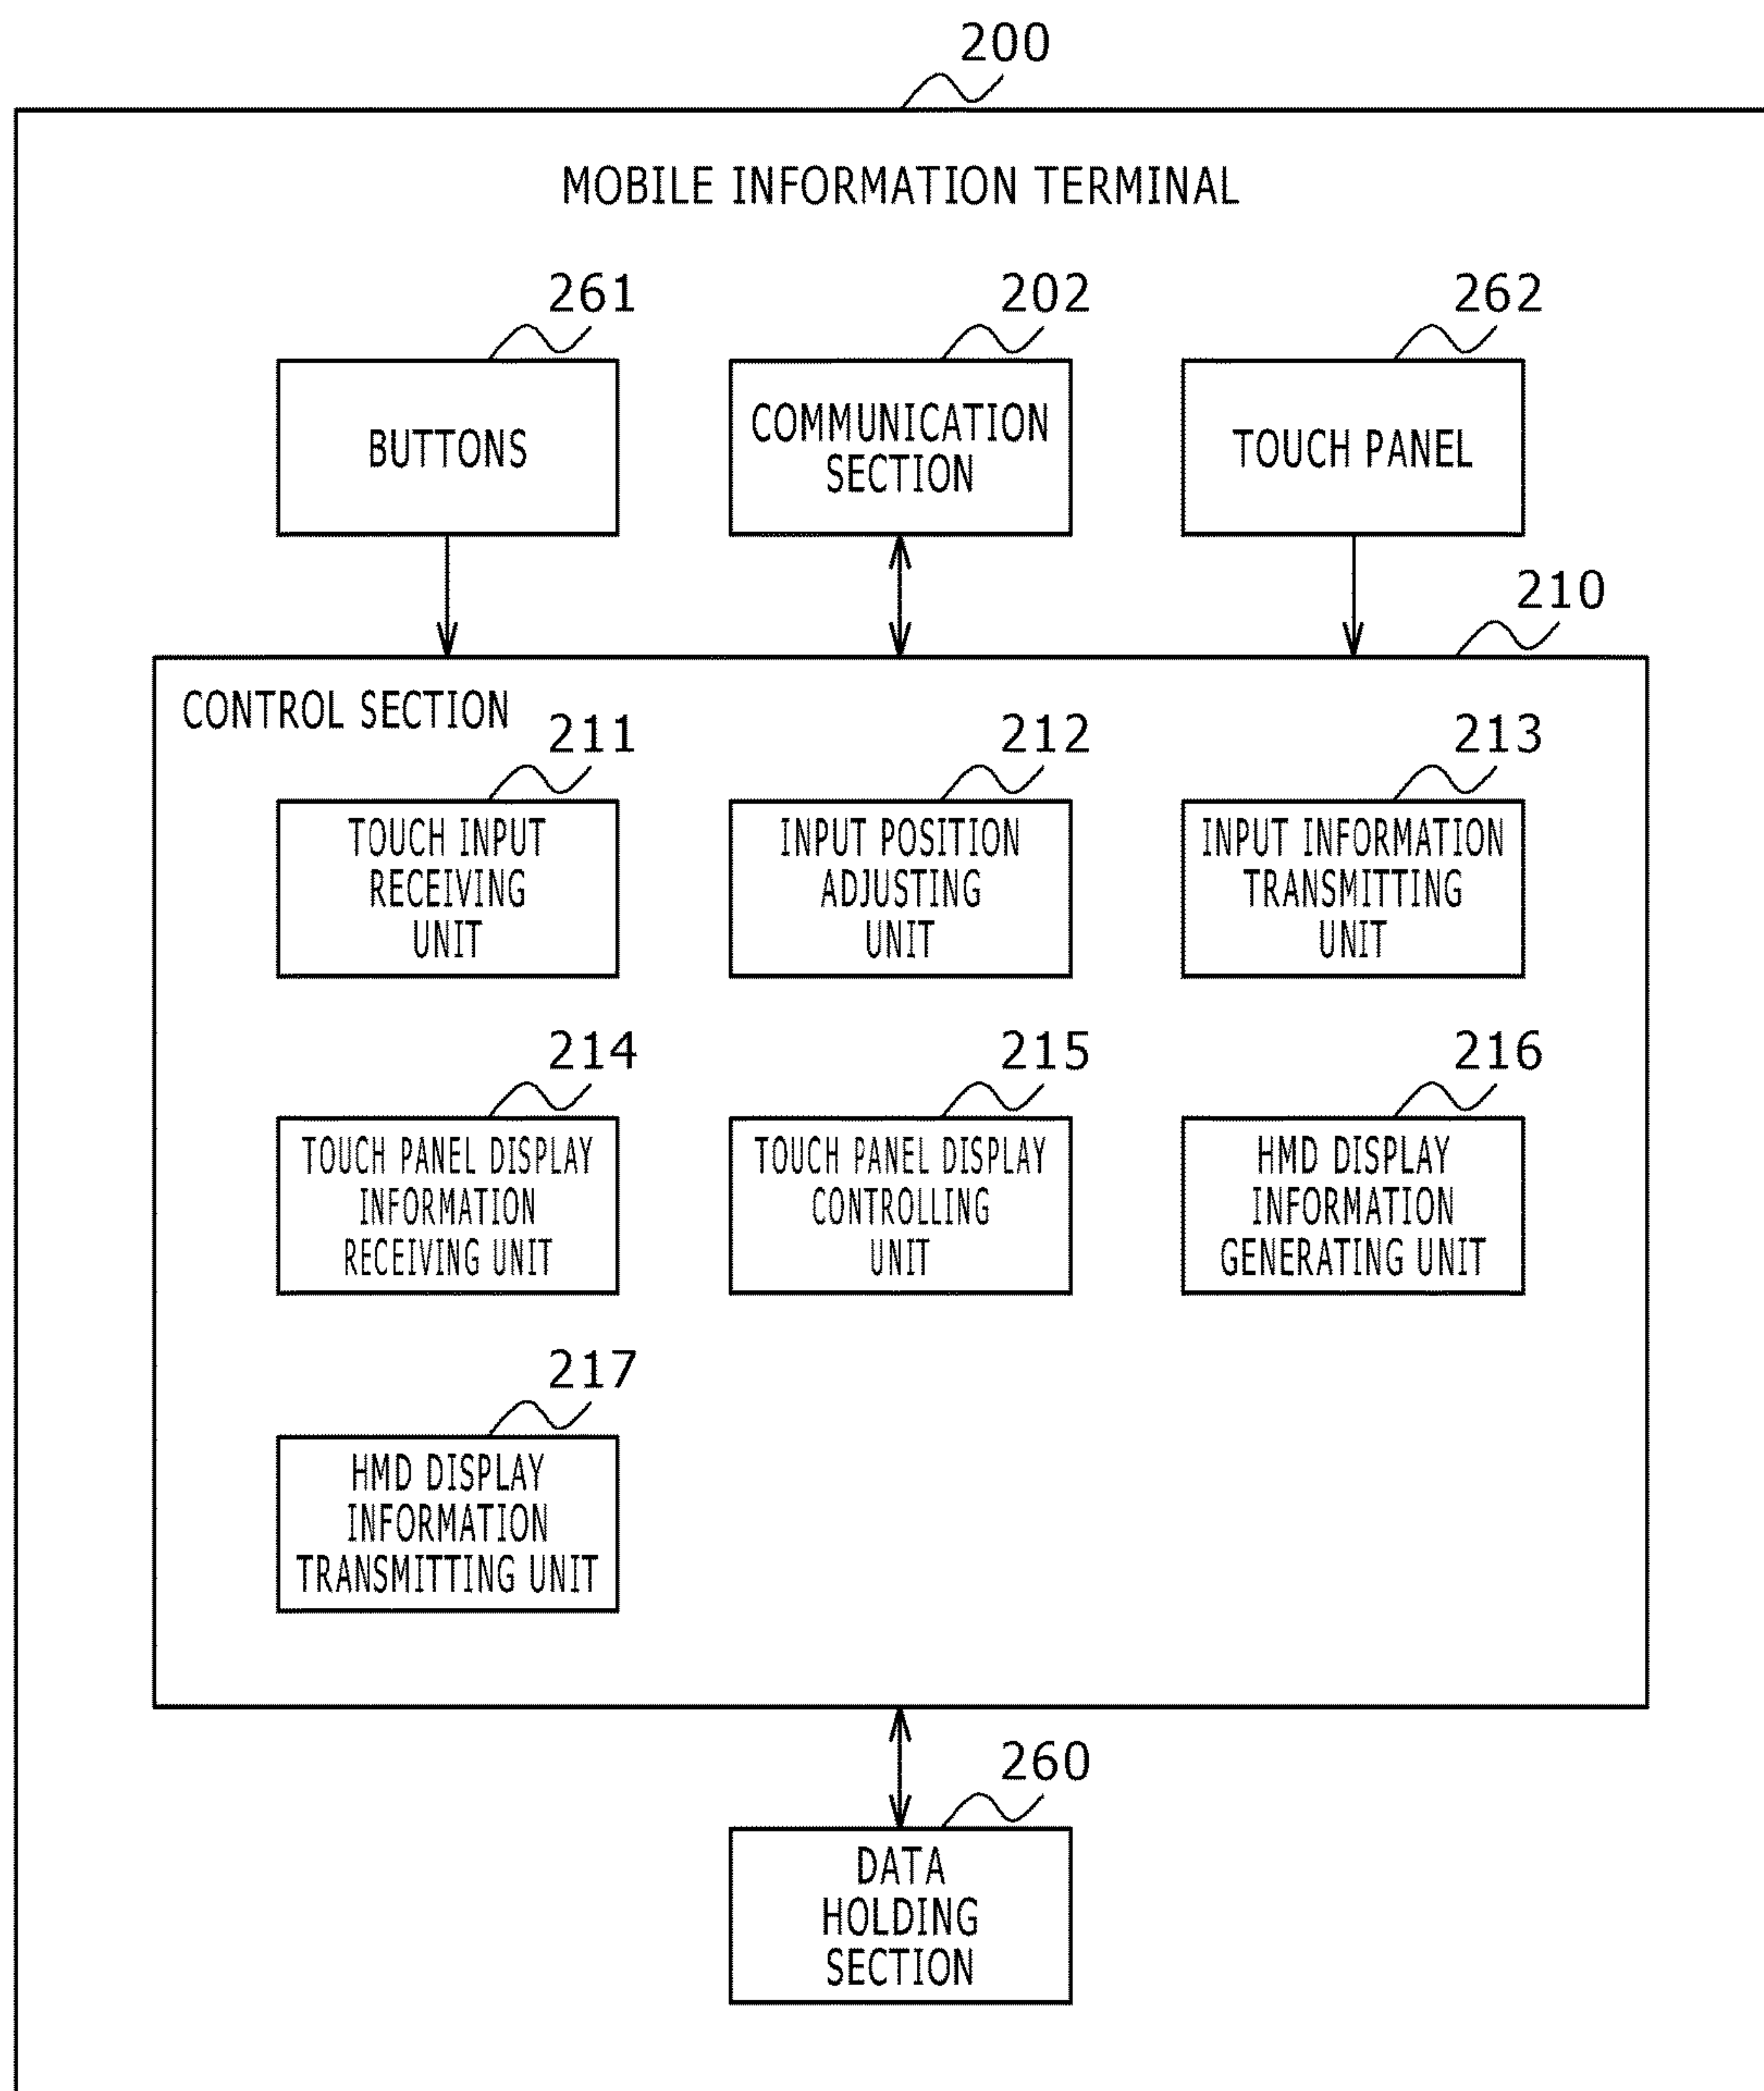 200
MOBILE INFORMATION TERMINAL
261
202
262
BUTTONS
COMMUNICATION
SECTION
TOUCH PANEL
210
CONTROL SECTION
211
212
213
TOUCH INPUT
RECEIVING
UNIT
INPUT POSITION
ADJUSTING
UNIT
INPUT INFORMATION
TRANSMITTING
UNIT
214
215
216
TOUCH PANEL DISPLAY
INFORMATION
RECEIVING UNIT
TOUCH PANEL DISPLAY
CONTROLLING
UNIT
HMD DISPLAY
INFORMATION
GENERATING UNIT
217
HMD DISPLAY
INFORMATION
TRANSMITTING UNIT
260
DATA
HOLDING
SECTION